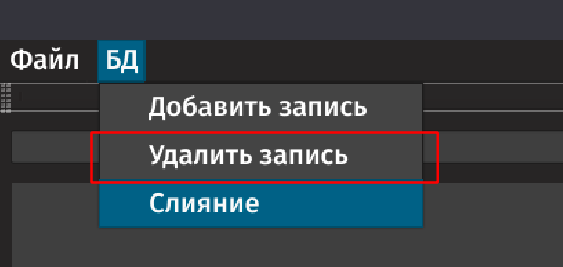 Файл БД
Добавить запись
Удалить запись
Слияние